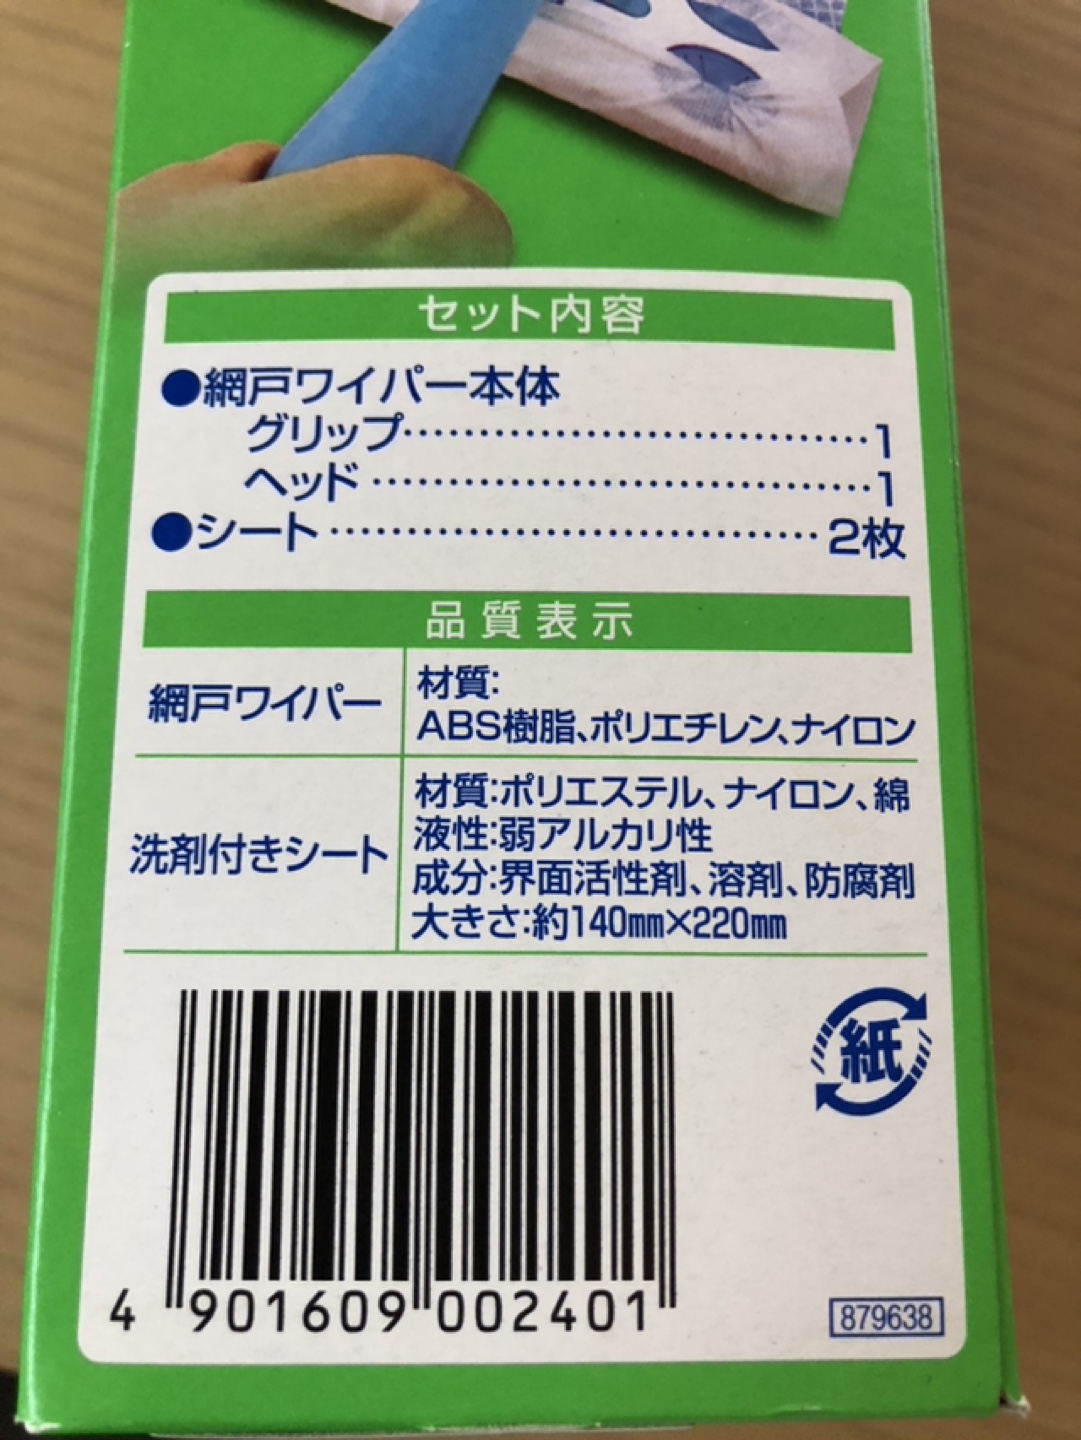 セット内容
●網戸ワイパー本体
グリップ……………………………1
ヘッド……………………………1
●シート……………………………2枚
品質表示
網戸ワイパー
材質:
ABS樹脂、ポリエチレン、ナイロン
洗剤付きシート
材質:ポリエステル、ナイロン、綿
液性:弱アルカリ性
成分:界面活性剤、溶剤、防腐剤
大きさ:約140mm×220mm
紙
4 901609 002401
879638